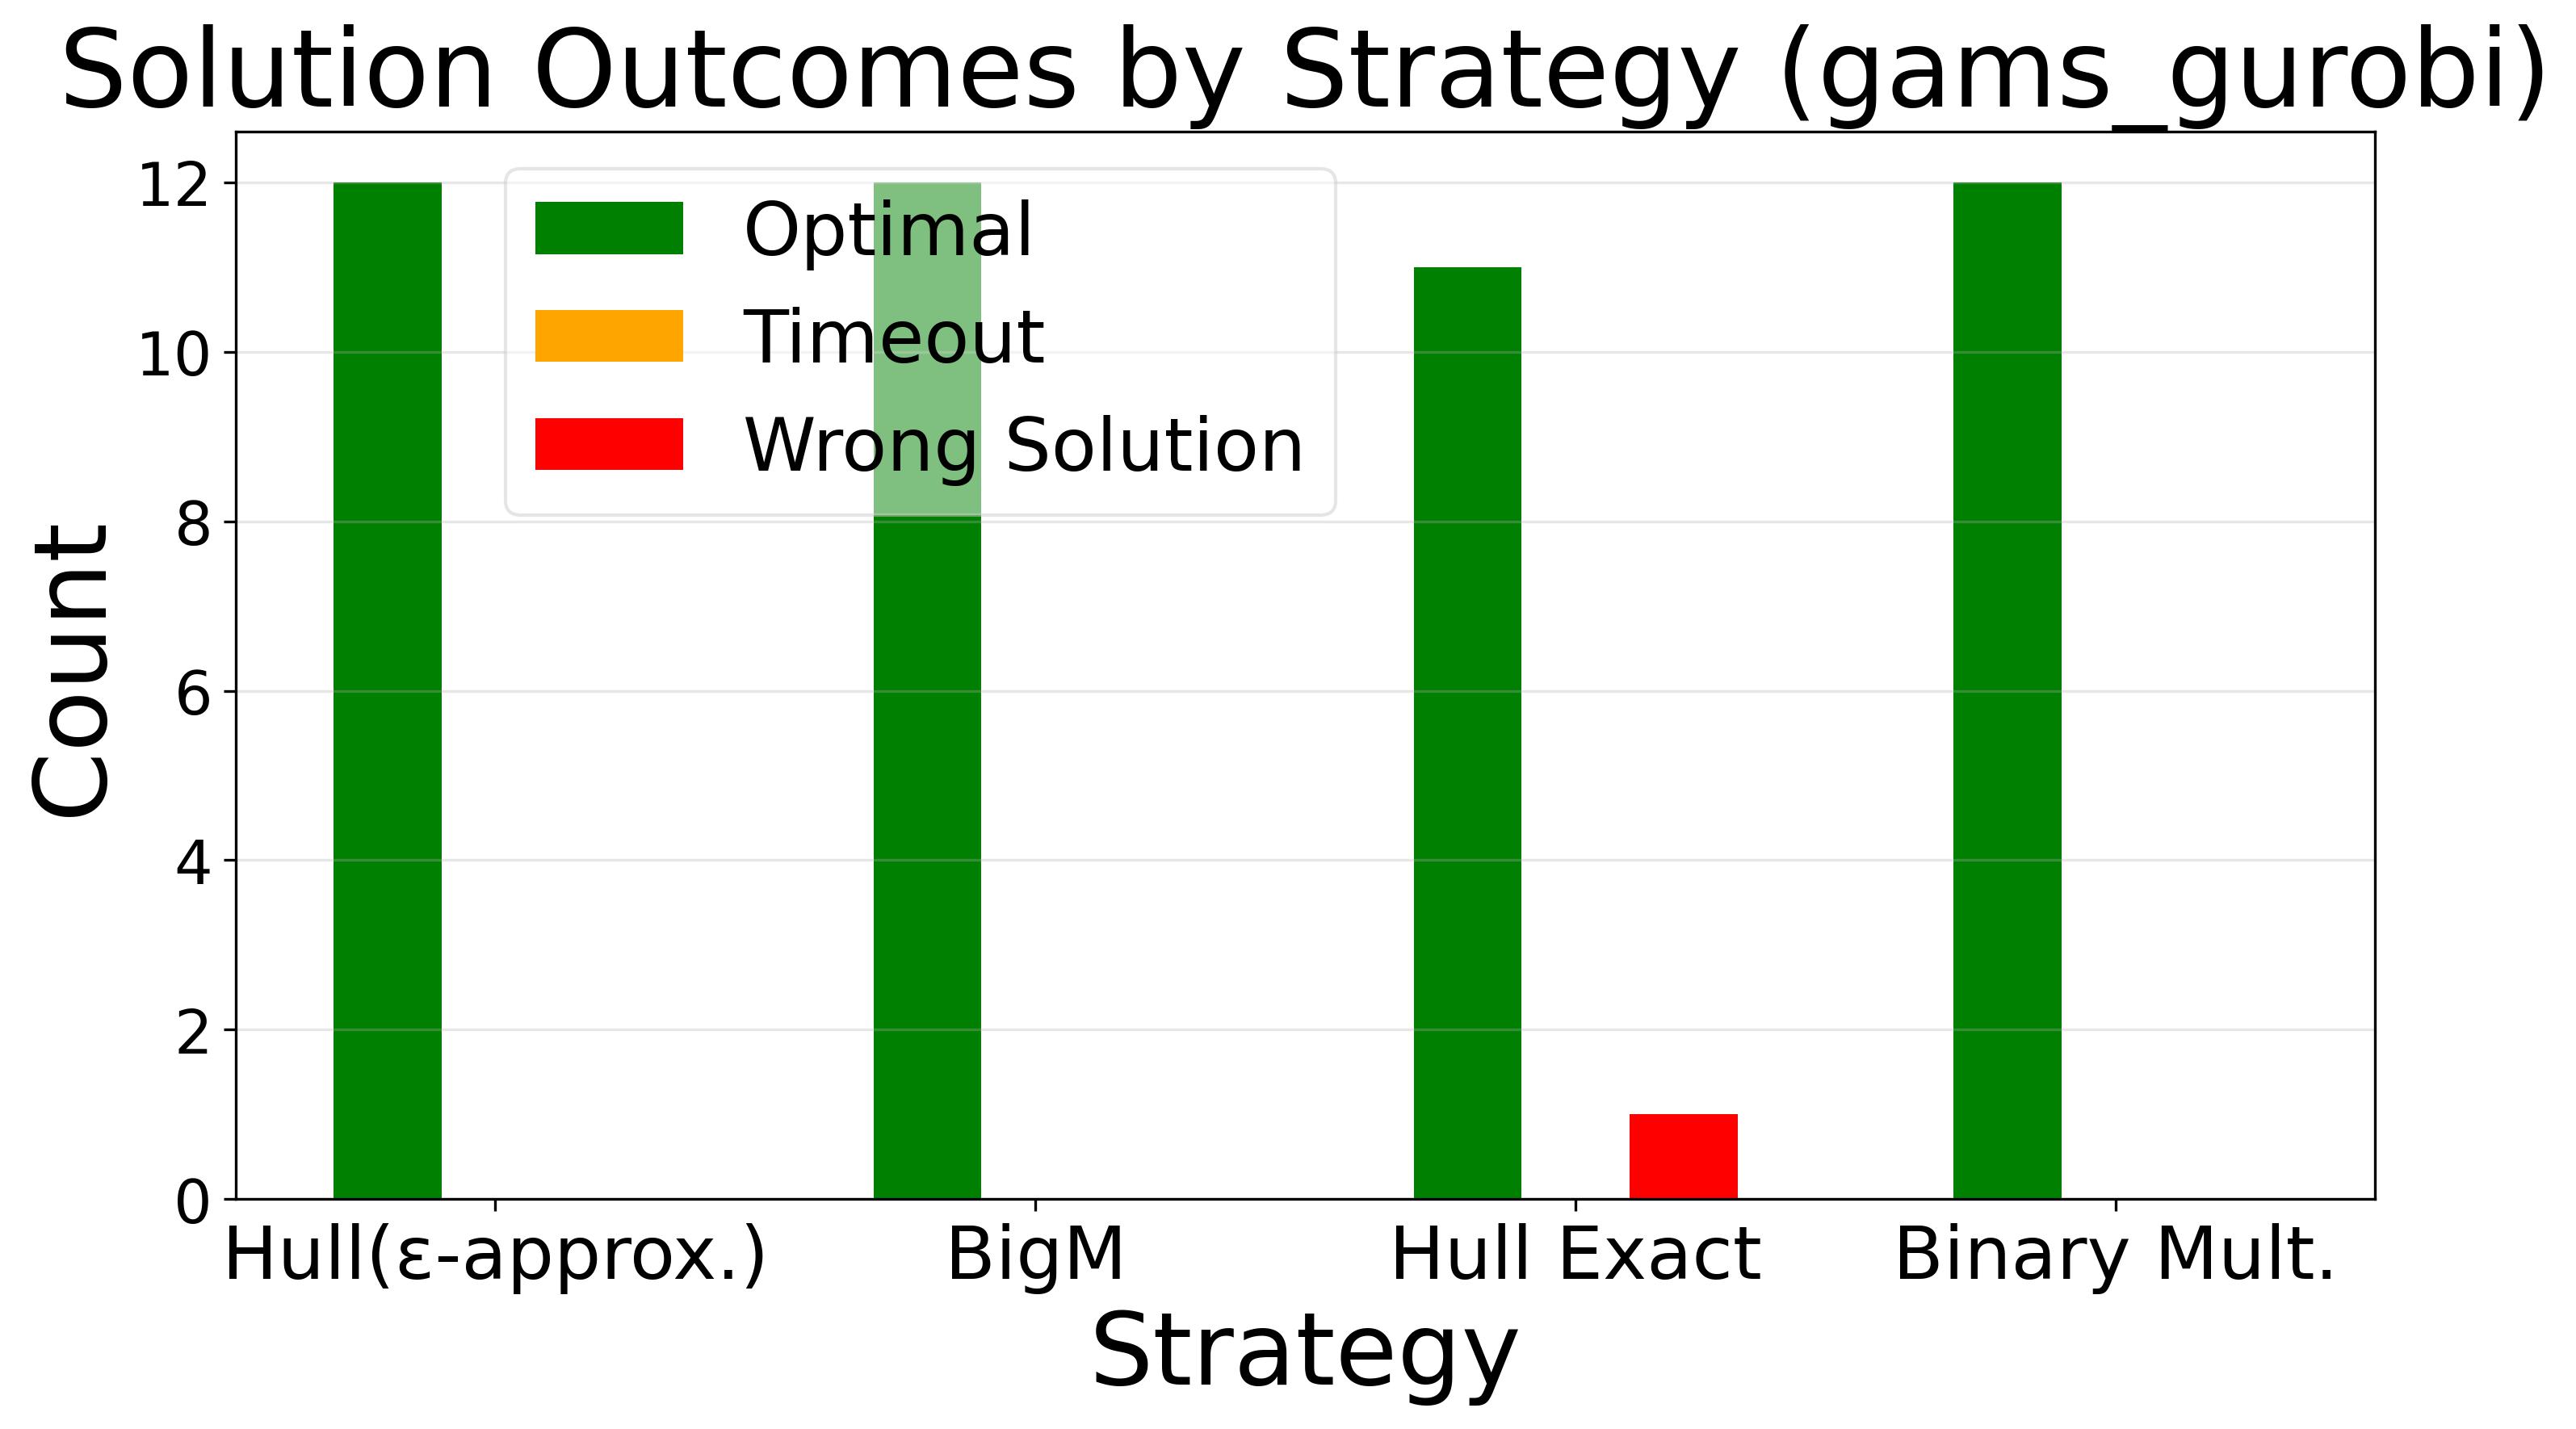 Solution Outcomes by Strategy (gams_gurobi)
12
10
8
6
4
2
0
Count
Optimal
Timeout
Wrong Solution
Hull(ε-approx.)
BigM
Hull Exact
Binary Mult.
Strategy